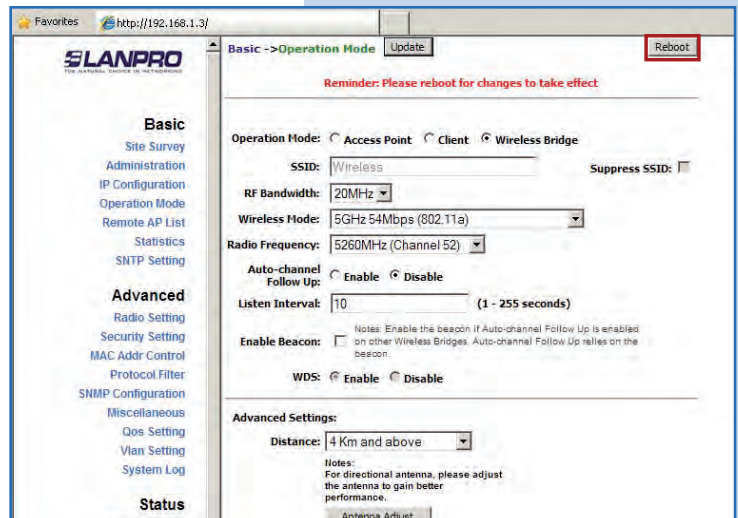 Favorites http://192.168.1.3/
LANPRO
THE NATURAL CHOICE IN NETWORKING
Basic ->Operation Mode Update Reboot
Reminder: Please reboot for changes to take effect
Basic
Site Survey
Administration
IP Configuration
Operation Mode
Remote AP List
Statistics
SNTP Setting
Advanced
Radio Setting
Security Setting
MAC Addr Control
Protocol Filter
SNMP Configuration
Miscellaneous
Qos Setting
Vlan Setting
System Log
Status
Operation Mode: Access Point Client Wireless Bridge
SSID: Wireless Suppress SSID:
RF Bandwidth: 20MHz
Wireless Mode: 5GHz 54Mbps (802.11a)
Radio Frequency: 5260MHz (Channel 52)
Auto-channel
Follow Up: Enable Disable
Listen Interval: 10 (1 - 255 seconds)
Enable Beacon: Notes: Enable the beacon if Auto-channel Follow Up is enabled
on other Wireless Bridges. Auto-channel Follow Up relies on the
beacon.
WDS: Enable Disable
Advanced Settings:
Distance: 4 Km and above
Notes:
For directional antenna, please adjust
the antenna to gain better
performance.
Antenna Adjust